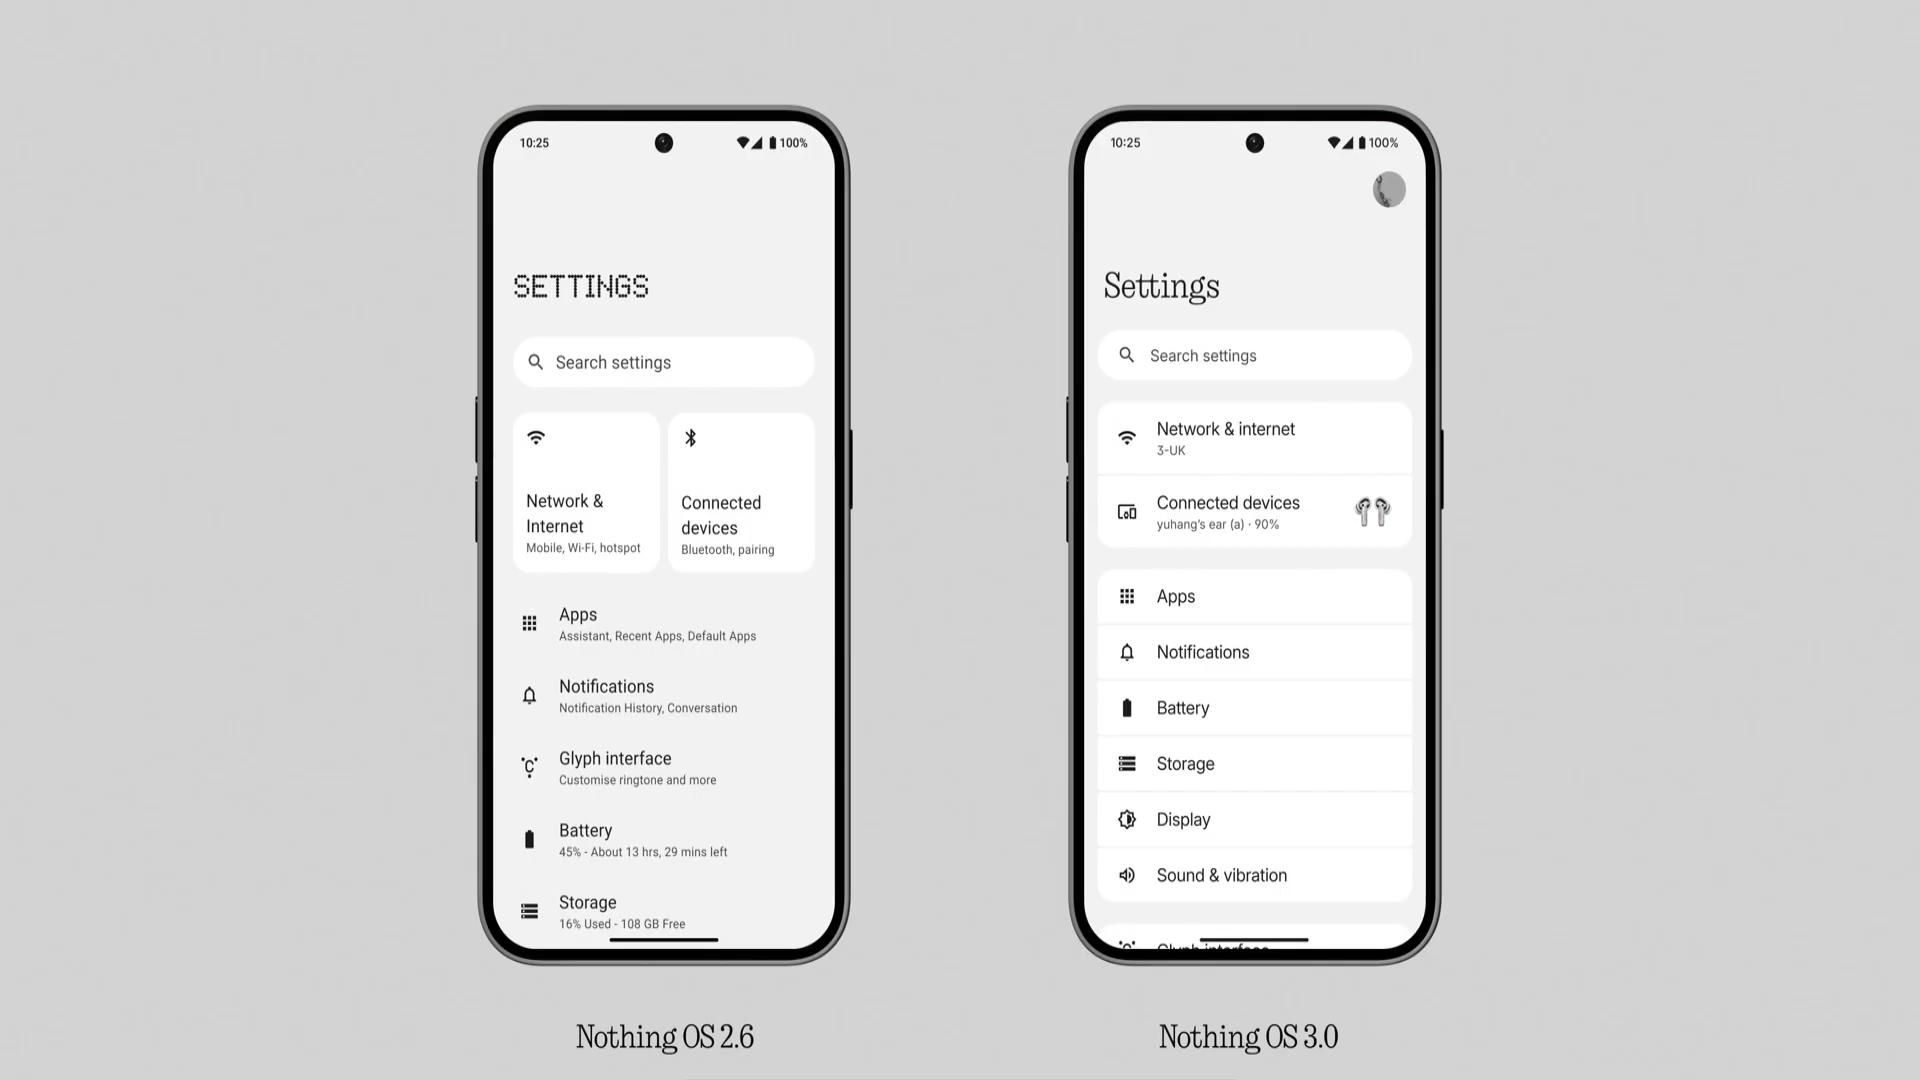 10:25
100%
SETTINGS
Search settings
Network &
Internet
Mobile, Wi-Fi, hotspot
Connected
devices
Bluetooth, pairing
Apps
Assistant, Recent Apps, Default Apps
Notifications
Notification History, Conversation
Glyph interface
Customise ringtone and more
Battery
45% - About 13 hrs, 29 mins left
Storage
16% Used - 108 GB Free
Nothing OS 2.6
10:25
100%
Settings
Search settings
Network & internet
3-UK
Connected devices
yuhang's ear (a) · 90%
Apps
Notifications
Battery
Storage
Display
Sound & vibration
Glyph interface
Nothing OS 3.0